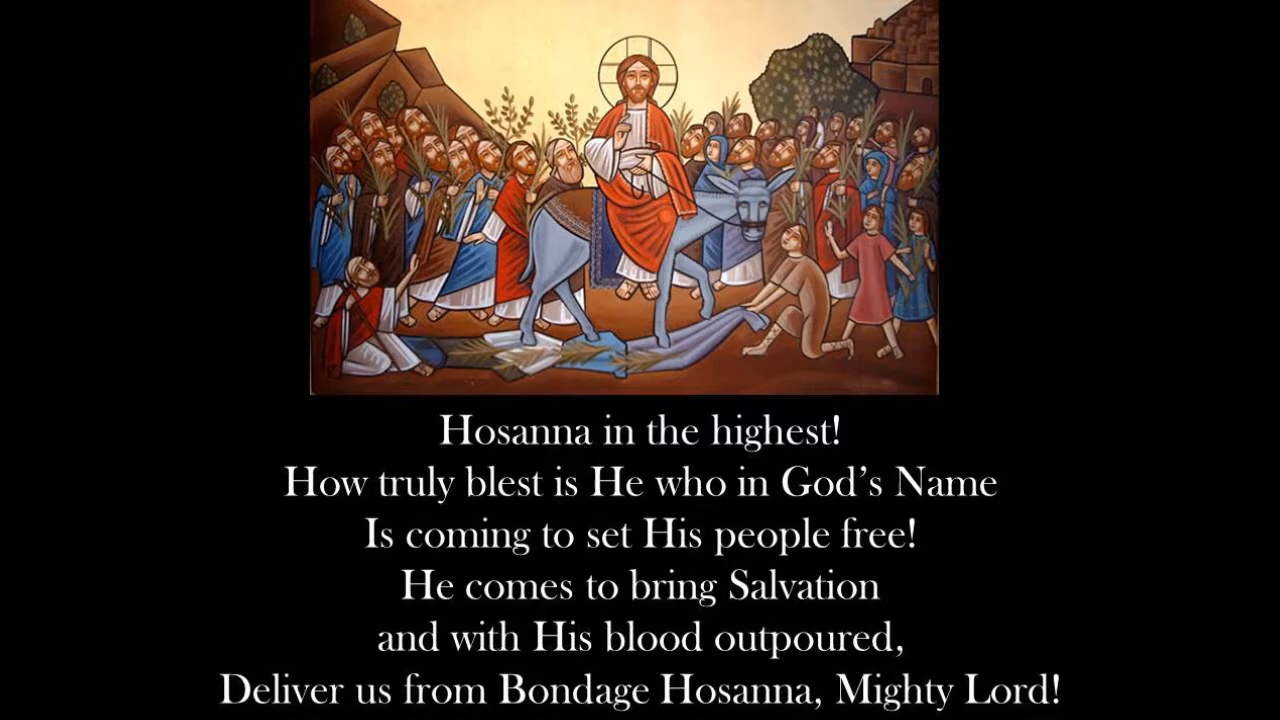 Hosanna in the highest!
How truly blest is He who in God’s Name
Is coming to set His people free!
He comes to bring Salvation
and with His blood outpoured,
Deliver us from Bondage Hosanna, Mighty Lord!